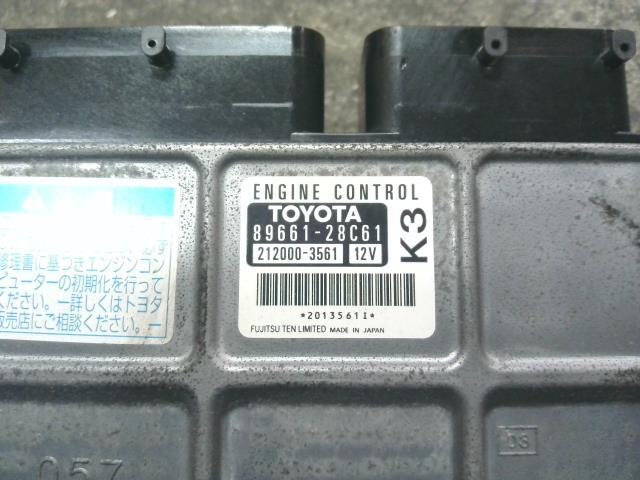 ENGINE CONTROL
TOYOTA
89661-28C61
212000-3561 12V
K3
*2013561I*
FUJITSU TEN LIMITED MADE IN JAPAN
修理書に基づきエンジンコン
ピューターの初期化を行って
ください。―詳しくはトヨタ
販売店にご相談ください。―
057
03